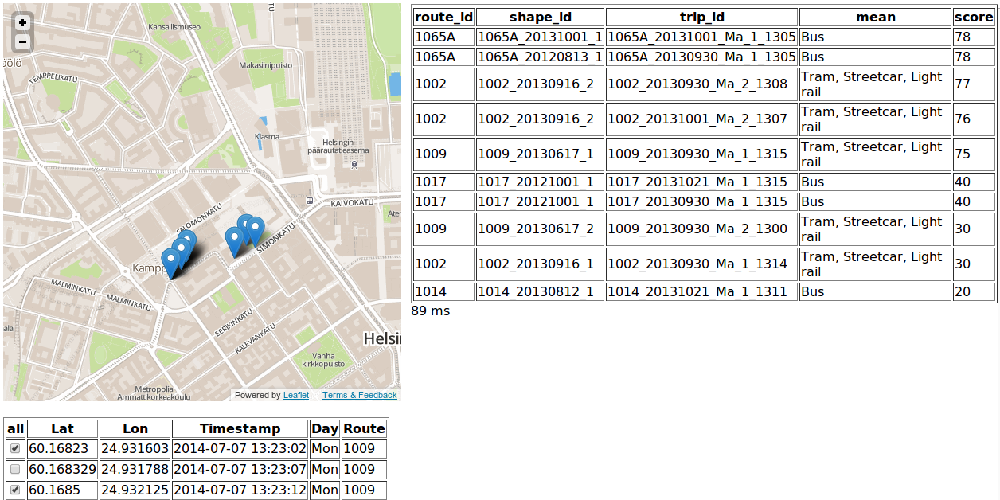 +
−
Kansallismuseo
Töölö
TEMPPELIKATU
Makasiinipuisto
Kiasma
Helsingin
päärautatieasema
KAIVOKATU
Aten
SALOMONKATU
SIMONKATU
Kamppi
MALMINKATU
MALMINKATU
EERIKINKATU
KALEVANKATU
ala
Helsi
Vanha
kirkkopuisto
Metropolia
Ammattikorkeakoulu
Powered by Leaflet — Terms & Feedback
route_id shape_id trip_id mean score
1065A 1065A_20131001_1 1065A_20131001_Ma_1_1305 Bus 78
1065A 1065A_20120813_1 1065A_20130930_Ma_1_1305 Bus 78
1002 1002_20130916_2 1002_20130930_Ma_2_1308 Tram, Streetcar, Light rail 77
1002 1002_20130916_2 1002_20131001_Ma_2_1307 Tram, Streetcar, Light rail 76
1009 1009_20130617_1 1009_20130930_Ma_1_1315 Tram, Streetcar, Light rail 75
1017 1017_20121001_1 1017_20131021_Ma_1_1315 Bus 40
1017 1017_20121001_1 1017_20130930_Ma_1_1315 Bus 40
1009 1009_20130617_2 1009_20130930_Ma_2_1300 Tram, Streetcar, Light rail 30
1002 1002_20130916_1 1002_20130930_Ma_1_1314 Tram, Streetcar, Light rail 30
1014 1014_20130812_1 1014_20131021_Ma_1_1311 Bus 20
89 ms
all Lat Lon Timestamp Day Route
60.16823 24.931603 2014-07-07 13:23:02 Mon 1009
60.168329 24.931788 2014-07-07 13:23:07 Mon 1009
60.1685 24.932125 2014-07-07 13:23:12 Mon 1009